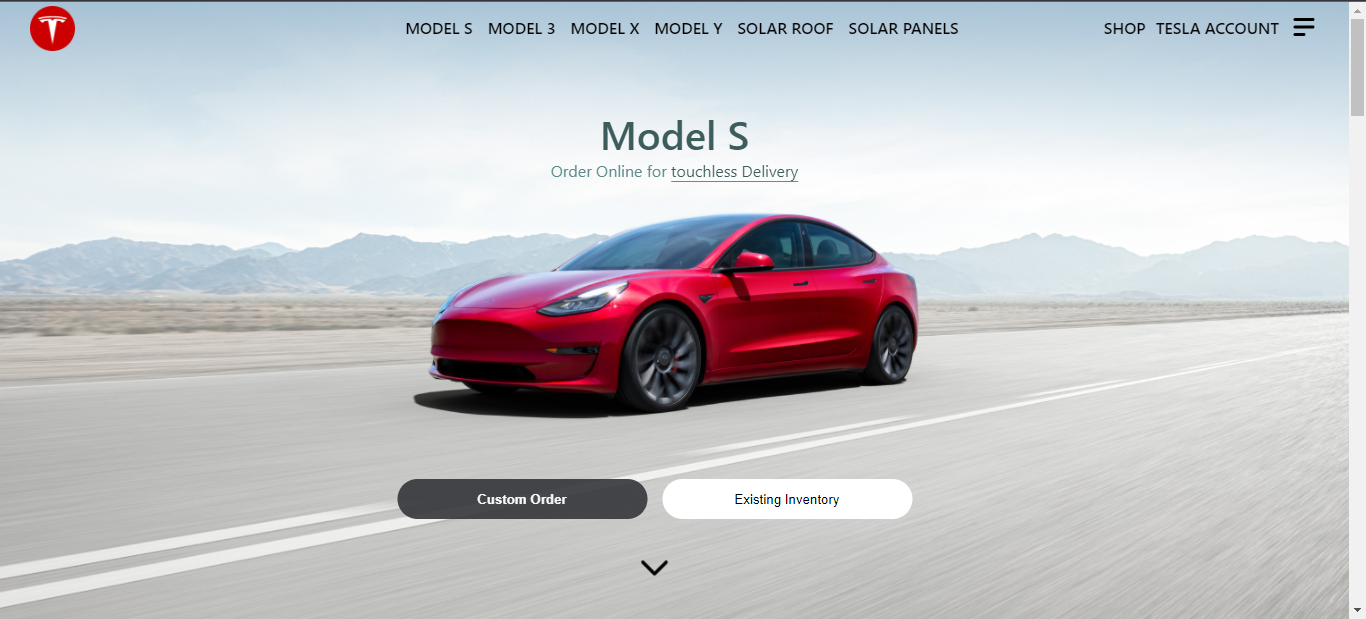 MODEL S MODEL 3 MODEL X MODEL Y SOLAR ROOF SOLAR PANELS SHOP TESLA ACCOUNT
Model S
Order Online for touchless Delivery
Custom Order Existing Inventory